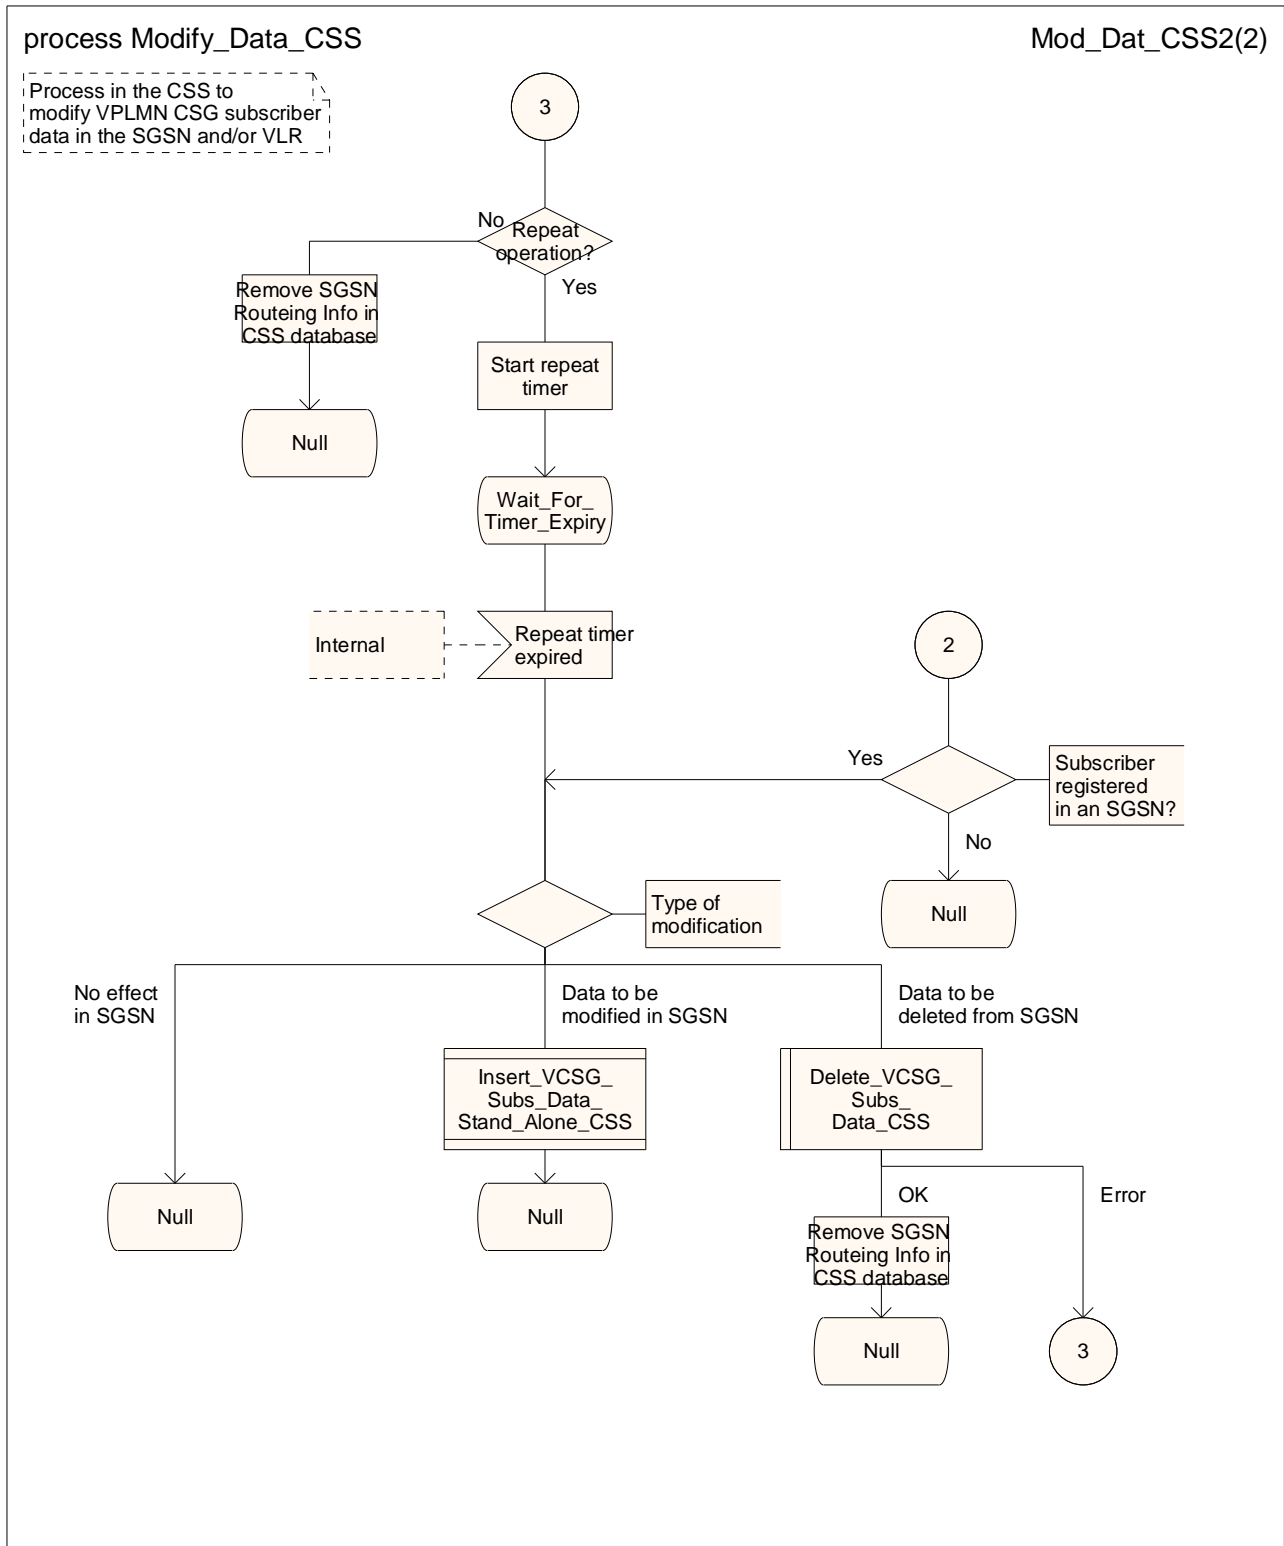 process Modify_Data_CSS
Mod_Dat_CSS2(2)
Process in the CSS to
modify VPLMN CSG subscriber
data in the SGSN and/or VLR
3
No
Repeat
operation?
Yes
Remove SGSN
Routeing Info in
CSS database
Start repeat
timer
Null
Wait_For_
Timer_Expiry
Internal
Repeat timer
expired
2
Yes
Subscriber
registered
in an SGSN?
No
Type of
modification
Null
No effect
in SGSN
Data to be
modified in SGSN
Data to be
deleted from SGSN
Insert_VCSG_
Subs_Data_
Stand_Alone_CSS
Delete_VCSG_
Subs_
Data_CSS
Null
Null
OK
Error
Remove SGSN
Routeing Info in
CSS database
Null
3